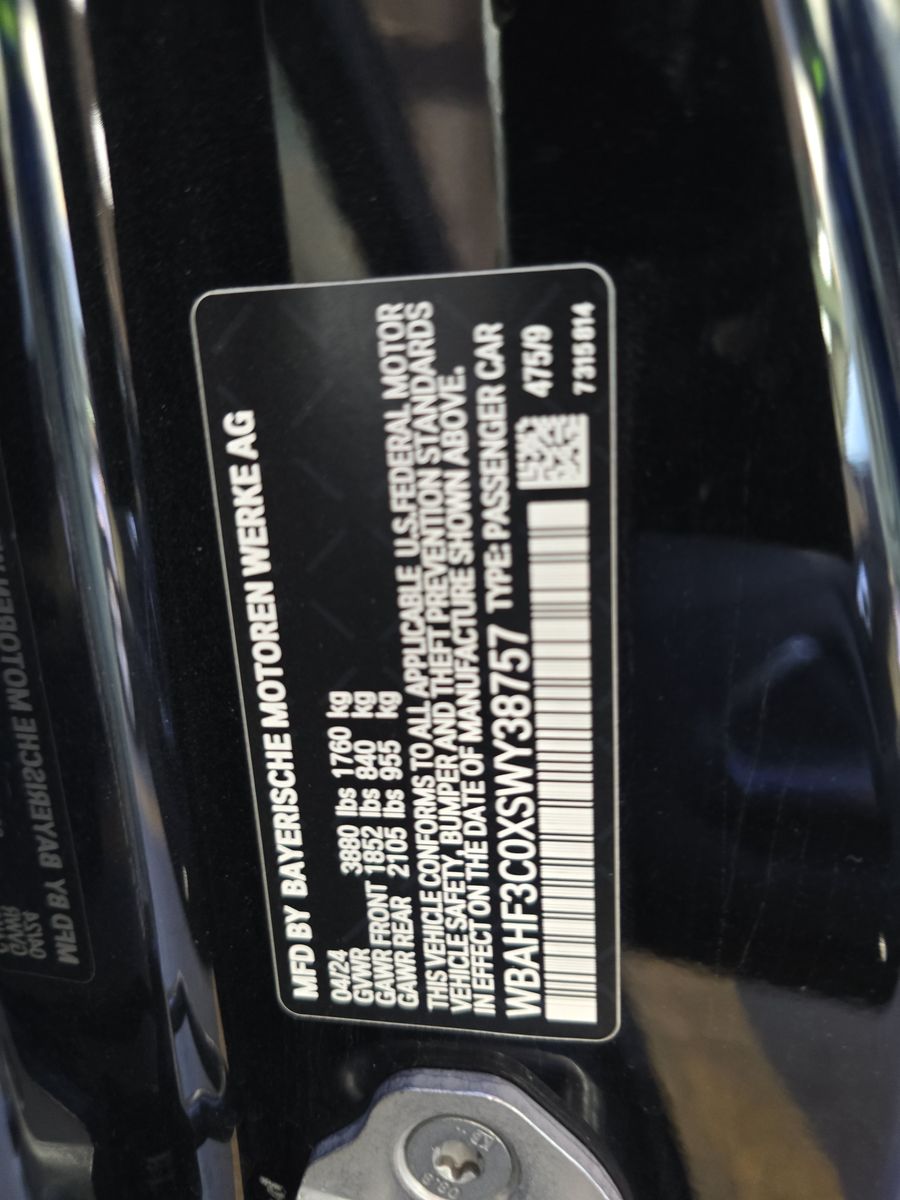 MFD BY BAYERISCHE MOTOREN WERKE AG
04/24
GVWR 3880 lbs 1760 kg
GAWR FRONT 1852 lbs 840 kg
GAWR REAR 2105 lbs 955 kg
THIS VEHICLE CONFORMS TO ALL APPLICABLE U.S.FEDERAL MOTOR
VEHICLE SAFETY, BUMPER AND THEFT PREVENTION STANDARDS
IN EFFECT ON THE DATE OF MANUFACTURE SHOWN ABOVE.
WBAHF3C0XSWY38757 TYPE: PASSENGER CAR
475/9
7 315 814